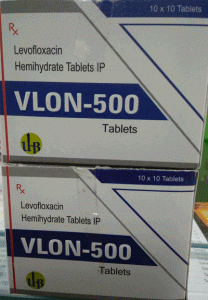 10 x 10 Tablets
Rx
Levofloxacin
Hemihydrate Tablets IP
VLON-500
Tablets
10 x 10 Tablets
Rx
Levofloxacin
Hemihydrate Tablets IP
VLON-500
Tablets